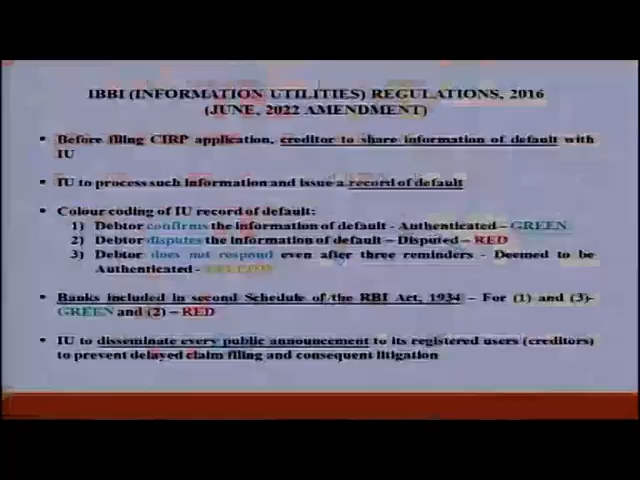 IBBI (INFORMATION UTILITIES) REGULATIONS, 2016
(JUNE, 2022 AMENDMENT)
• Before filing CIRP application, creditor to share information of default with
IU
• IU to process such information and issue a record of default
• Colour coding of IU record of default:
1) Debtor confirms the information of default - Authenticated – GREEN
2) Debtor disputes the information of default – Disputed – RED
3) Debtor does not respond even after three reminders - Deemed to be
Authenticated - YELLOW
• Banks included in second Schedule of the RBI Act, 1934 – For (1) and (3)-
GREEN and (2) – RED
• IU to disseminate every public announcement to its registered users (creditors)
to prevent delayed claim filing and consequent litigation